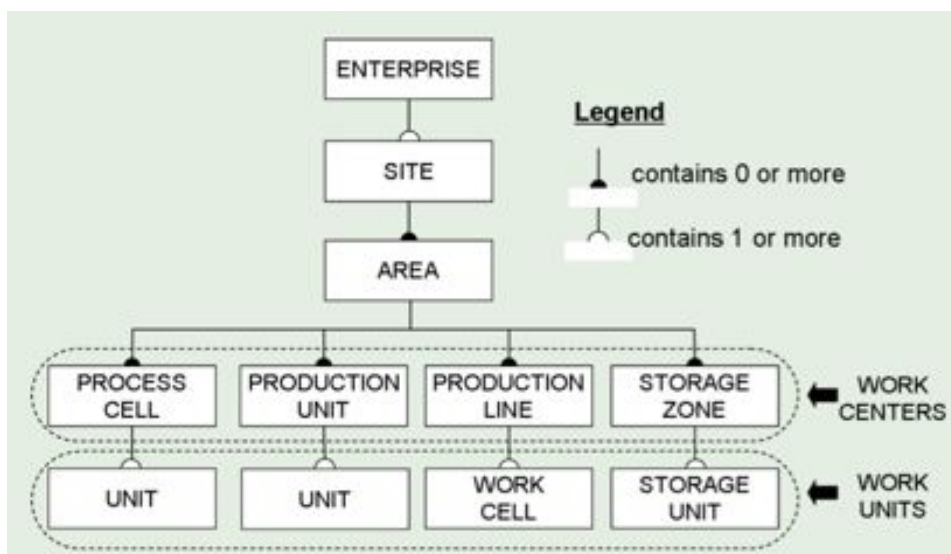 ENTERPRISE
Legend
SITE
contains 0 or more
contains 1 or more
AREA
PROCESS
CELL
PRODUCTION
UNIT
PRODUCTION
LINE
STORAGE
ZONE
WORK
CENTERS
UNIT
UNIT
WORK
CELL
STORAGE
UNIT
WORK
UNITS